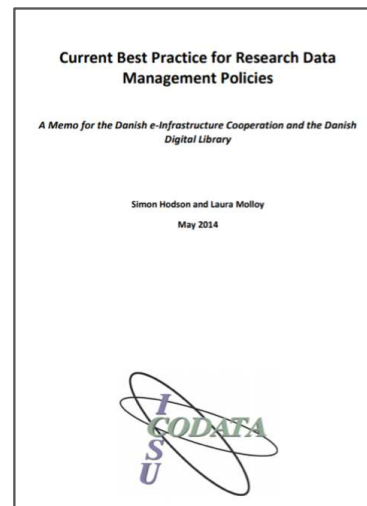 Current Best Practice for Research Data
Management Policies
A Memo for the Danish e-Infrastructure Cooperation and the Danish
Digital Library
Simon Hodson and Laura Molloy
May 2014
ICSU
CODATA